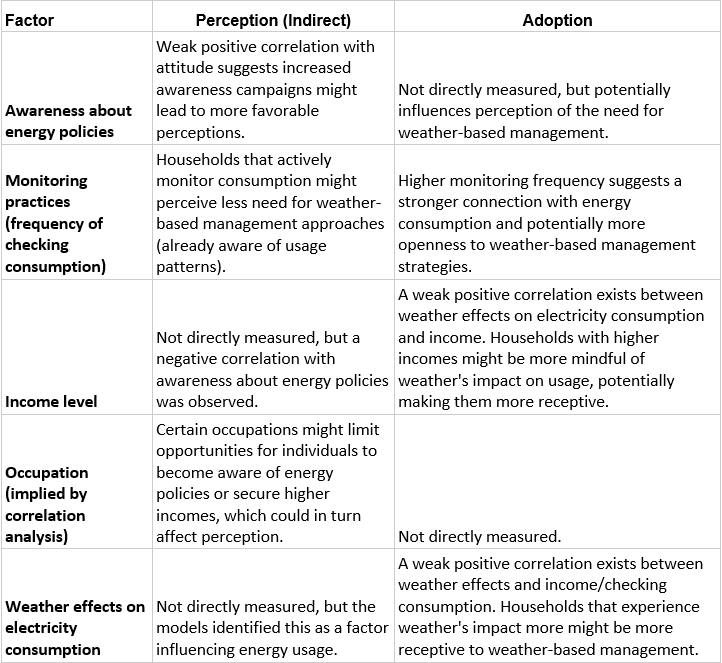 Factor
Perception (Indirect)
Adoption
Awareness about
energy policies
Weak positive correlation with
attitude suggests increased
awareness campaigns might
lead to more favorable
perceptions.
Not directly measured, but potentially
influences perception of the need for
weather-based management.
Monitoring
practices
(frequency of
checking
consumption)
Households that actively
monitor consumption might
perceive less need for weather-
based management approaches
(already aware of usage
patterns).
Higher monitoring frequency suggests a
stronger connection with energy
consumption and potentially more
openness to weather-based management
strategies.
Income level
Not directly measured, but a
negative correlation with
awareness about energy policies
was observed.
A weak positive correlation exists between
weather effects on electricity consumption
and income. Households with higher
incomes might be more mindful of
weather's impact on usage, potentially
making them more receptive.
Occupation
(implied by
correlation
analysis)
Certain occupations might limit
opportunities for individuals to
become aware of energy
policies or secure higher
incomes, which could in turn
affect perception.
Not directly measured.
Weather effects on
electricity
consumption
Not directly measured, but the
models identified this as a factor
influencing energy usage.
A weak positive correlation exists between
weather effects and income/checking
consumption. Households that experience
weather's impact more might be more
receptive to weather-based management.